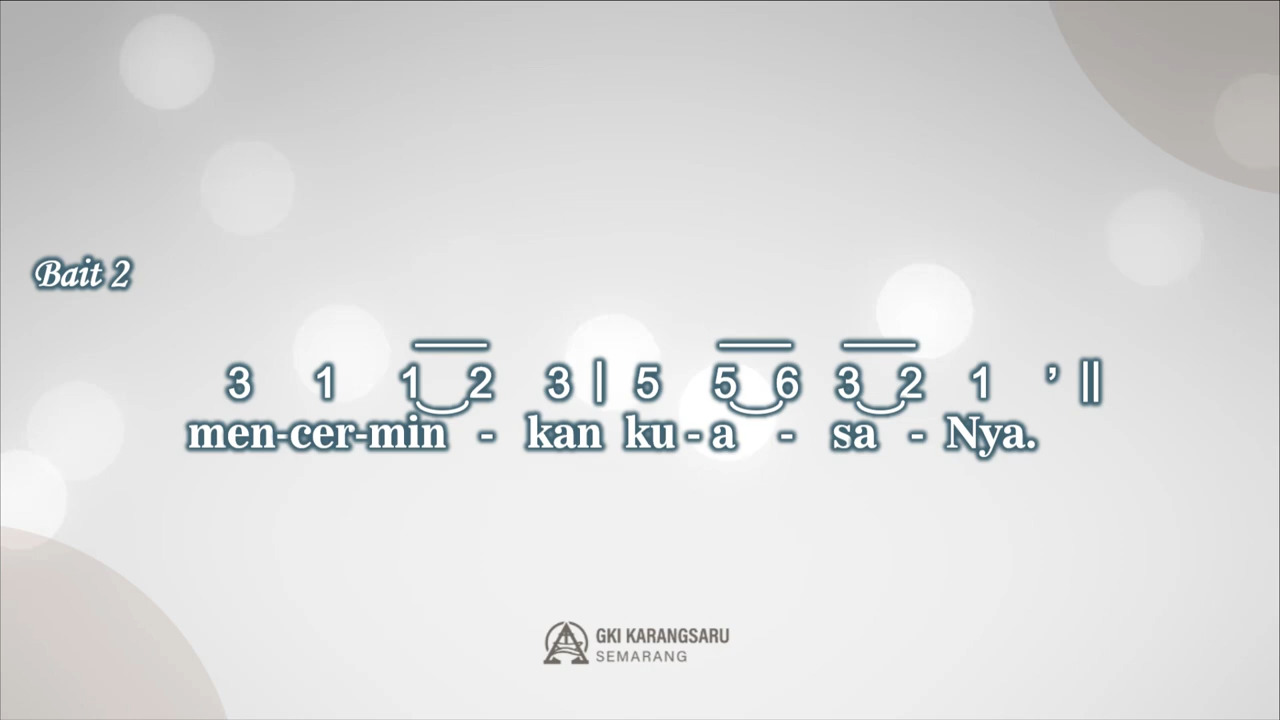 Bait 2
3 1 1 2 3 | 5 5 6 3 2 1 ’ ||
men-cer-min - kan ku - a - sa - Nya.
GKI KARANGSARU
SEMARANG